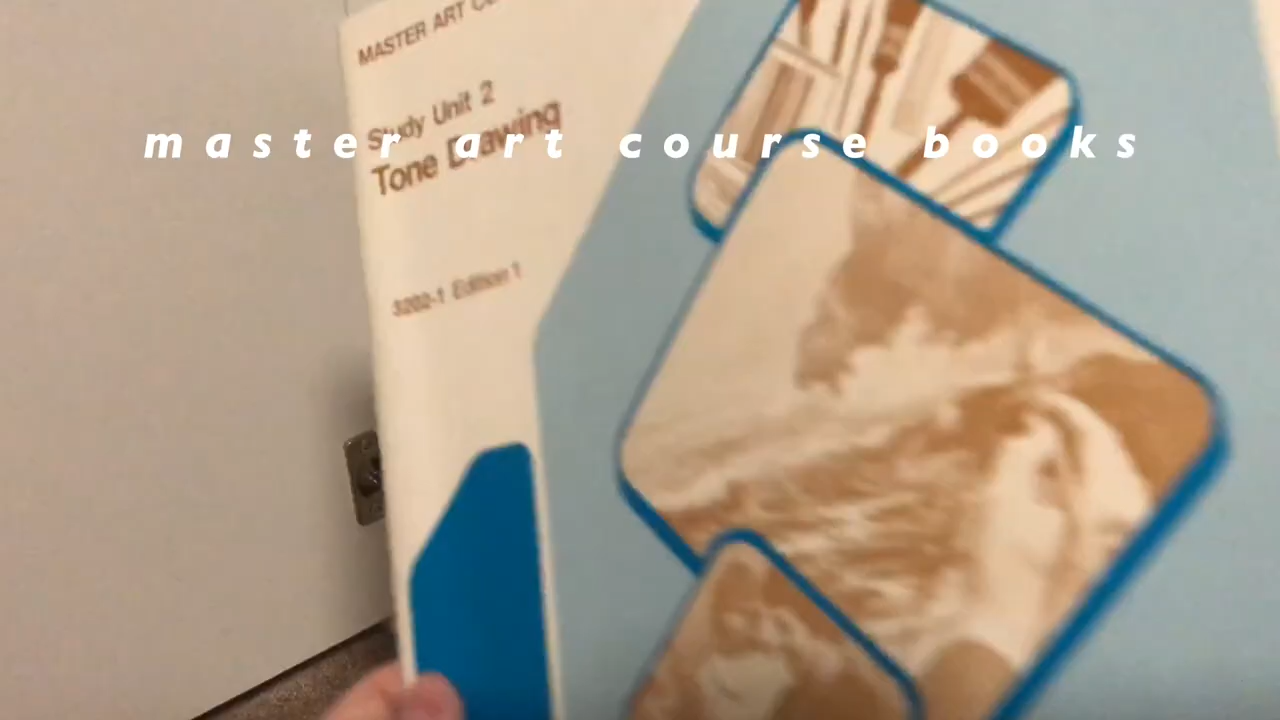 MASTER ART
Study Unit 2
Tone Drawing
master art course books
3202-1 Edition 1